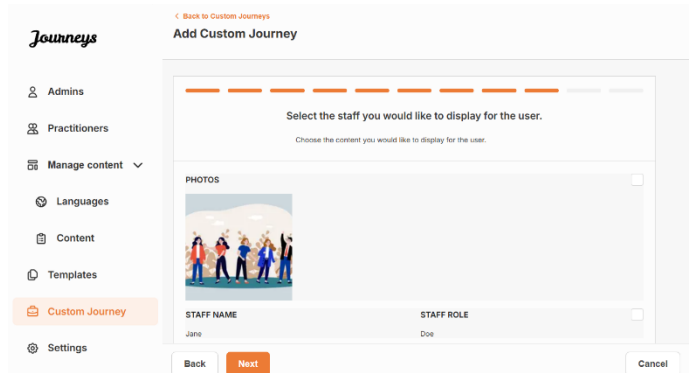 Journeys
Admins
Practitioners
Manage content
Languages
Content
Templates
Custom Journey
Settings
Back to Custom Journeys
Add Custom Journey
Select the staff you would like to display for the user.
Choose the content you would like to display for the user.
PHOTOS
STAFF NAME STAFF ROLE
Jane Doe
Back Next Cancel